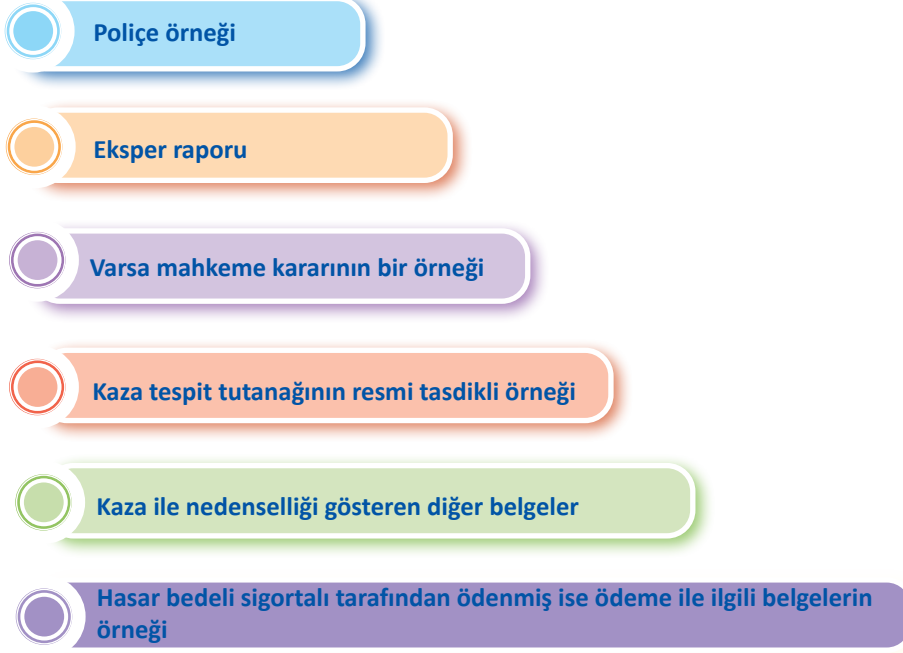 Poliçe örneği
Eksper raporu
Varsa mahkeme kararının bir örneği
Kaza tespit tutanağının resmi tasdikli örneği
Kaza ile nedenselliği gösteren diğer belgeler
Hasar bedeli sigortalı tarafından ödenmiş ise ödeme ile ilgili belgelerin
örneği